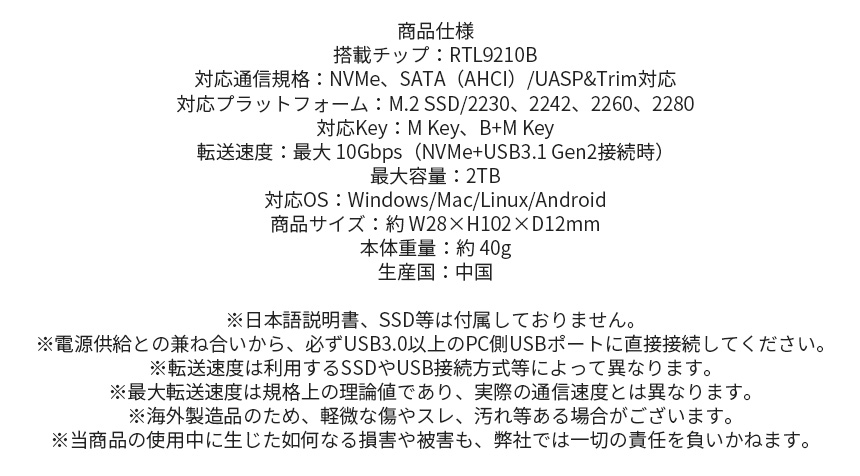 商品仕様
搭載チップ：RTL9210B
対応通信規格：NVMe、SATA（AHCI）/UASP&Trim対応
対応プラットフォーム：M.2 SSD/2230、2242、2260、2280
対応Key：M Key、B+M Key
転送速度：最大 10Gbps（NVMe+USB3.1 Gen2接続時）
最大容量：2TB
対応OS：Windows/Mac/Linux/Android
商品サイズ：約 W28×H102×D12mm
本体重量：約 40g
生産国：中国
※日本語説明書、SSD等は付属しておりません。
※電源供給との兼ね合いから、必ずUSB3.0以上のPC側USBポートに直接接続してください。
※転送速度は利用するSSDやUSB接続方式等によって異なります。
※最大転送速度は規格上の理論値であり、実際の通信速度とは異なります。
※海外製造品のため、軽微な傷やスレ、汚れ等ある場合がございます。
※当商品の使用中に生じた如何なる損害や被害も、弊社では一切の責任を負いかねます。